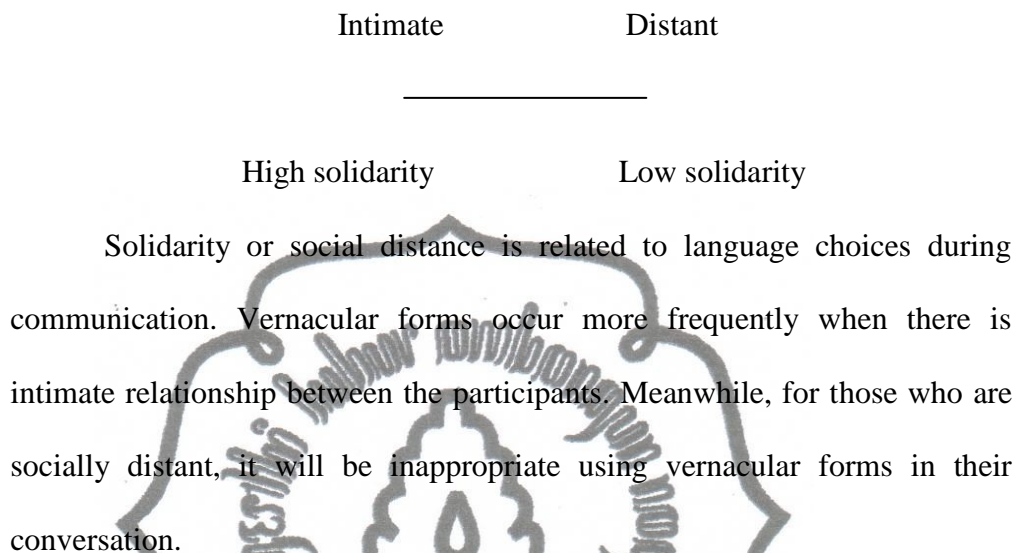 Intimate Distant
High solidarity Low solidarity
Solidarity or social distance is related to language choices during
communication. Vernacular forms occur more frequently when there is
intimate relationship between the participants. Meanwhile, for those who are
socially distant, it will be inappropriate using vernacular forms in their
conversation.